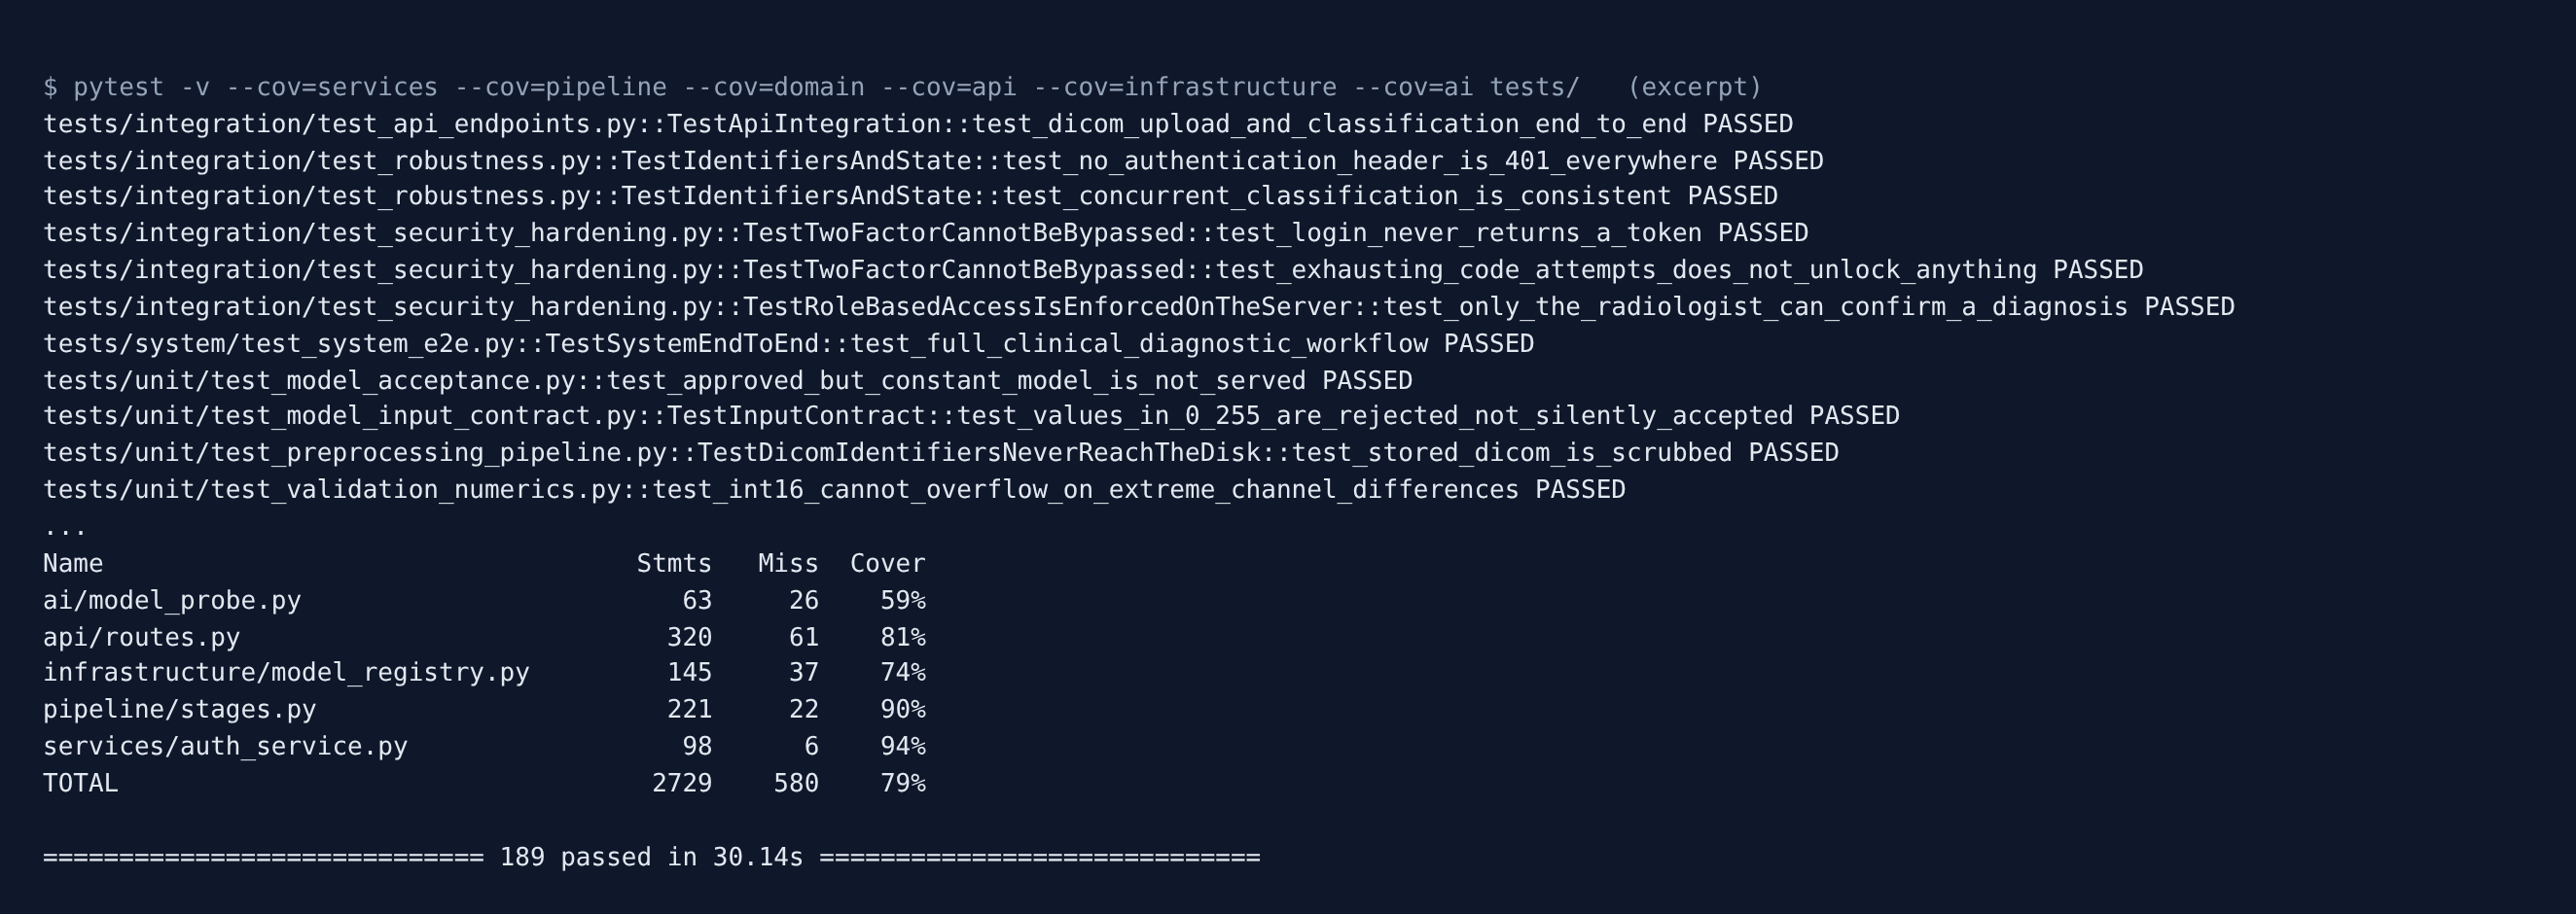 $ pytest -v --cov=services --cov=pipeline --cov=domain --cov=api --cov=infrastructure --cov=ai tests/   (excerpt)
tests/integration/test_api_endpoints.py::TestApiIntegration::test_dicom_upload_and_classification_end_to_end PASSED
tests/integration/test_robustness.py::TestIdentifiersAndState::test_no_authentication_header_is_401_everywhere PASSED
tests/integration/test_robustness.py::TestIdentifiersAndState::test_concurrent_classification_is_consistent PASSED
tests/integration/test_security_hardening.py::TestTwoFactorCannotBeBypassed::test_login_never_returns_a_token PASSED
tests/integration/test_security_hardening.py::TestTwoFactorCannotBeBypassed::test_exhausting_code_attempts_does_not_unlock_anything PASSED
tests/integration/test_security_hardening.py::TestRoleBasedAccessIsEnforcedOnTheServer::test_only_the_radiologist_can_confirm_a_diagnosis PASSED
tests/system/test_system_e2e.py::TestSystemEndToEnd::test_full_clinical_diagnostic_workflow PASSED
tests/unit/test_model_acceptance.py::test_approved_but_constant_model_is_not_served PASSED
tests/unit/test_model_input_contract.py::TestInputContract::test_values_in_0_255_are_rejected_not_silently_accepted PASSED
tests/unit/test_preprocessing_pipeline.py::TestDicomIdentifiersNeverReachTheDisk::test_stored_dicom_is_scrubbed PASSED
tests/unit/test_validation_numerics.py::test_int16_cannot_overflow_on_extreme_channel_differences PASSED
...
Name                                   Stmts   Miss  Cover
ai/model_probe.py                         63     26    59%
api/routes.py                            320     61    81%
infrastructure/model_registry.py         145     37    74%
pipeline/stages.py                       221     22    90%
services/auth_service.py                  98      6    94%
TOTAL                                   2729    580    79%
============================= 189 passed in 30.14s =============================